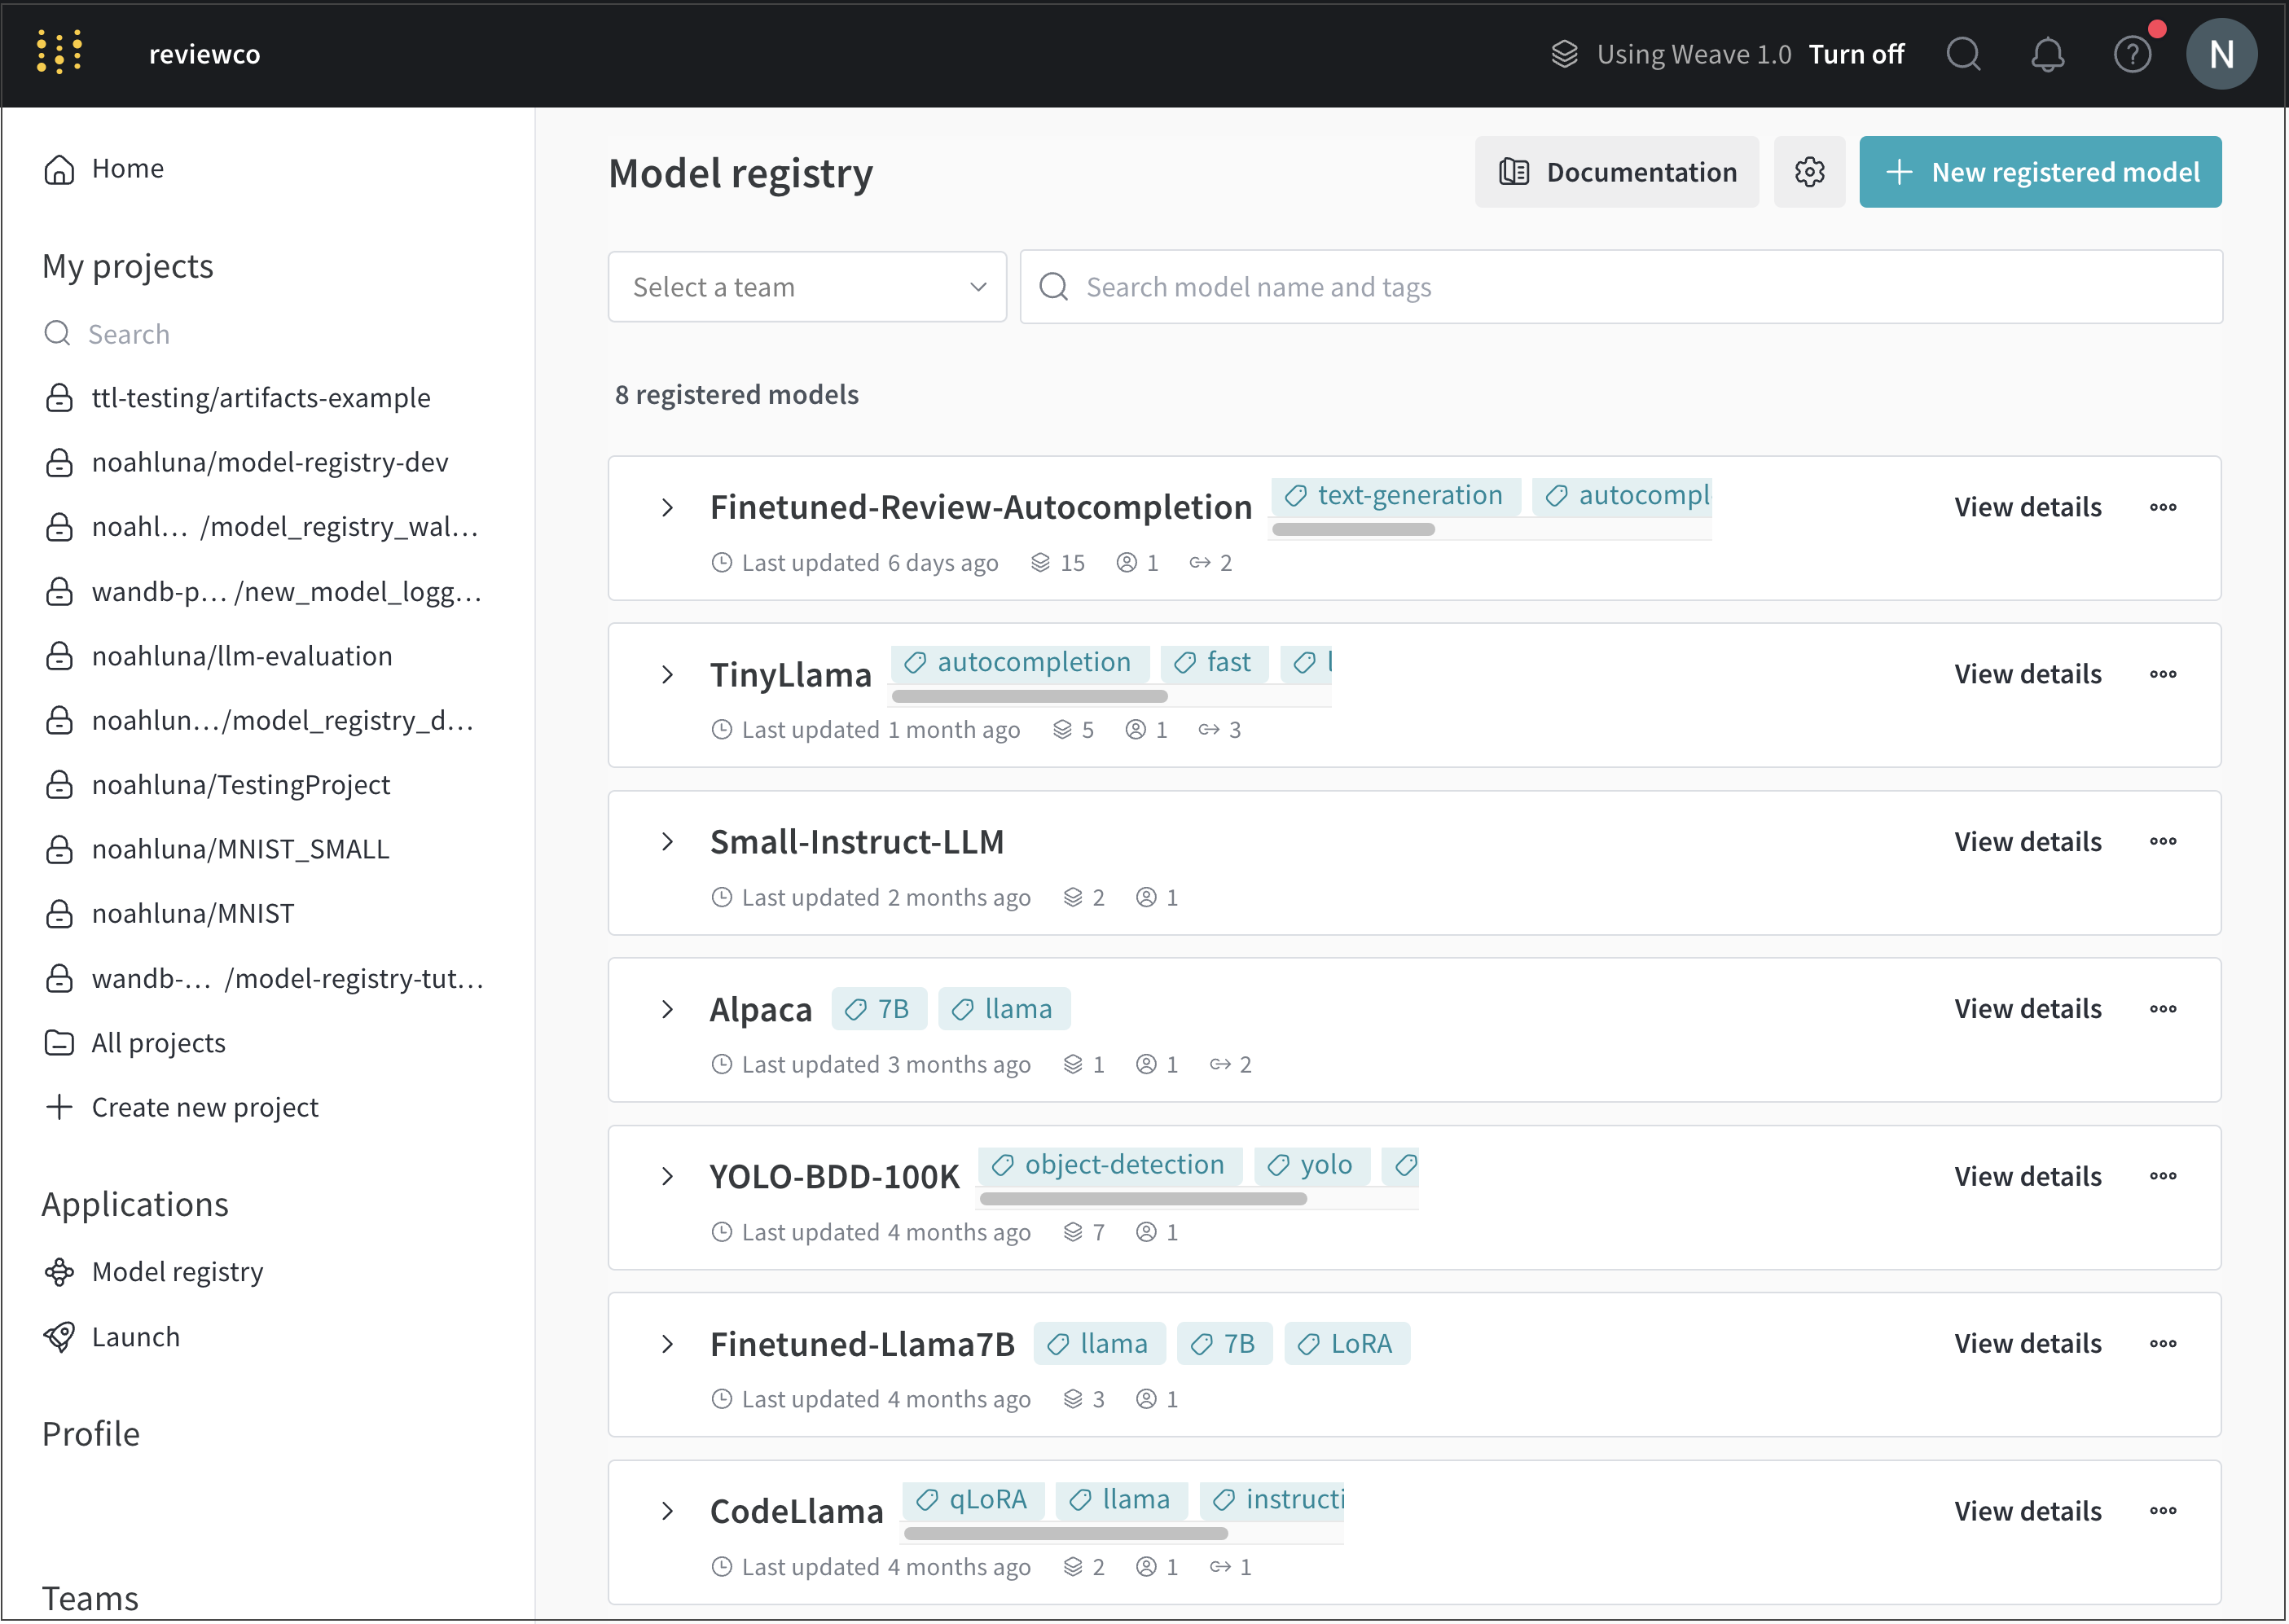 reviewco
Using Weave 1.0 Turn off
N
Home
My projects
Search
ttl-testing/artifacts-example
noahluna/model-registry-dev
noahl... /model_registry_wal...
wandb-p... /new_model_logg...
noahluna/llm-evaluation
noahlun.../model_registry_d...
noahluna/TestingProject
noahluna/MNIST_SMALL
noahluna/MNIST
wandb-... /model-registry-tut...
All projects
Create new project
Applications
Model registry
Launch
Profile
Teams
Model registry
Documentation
New registered model
Select a team
Search model name and tags
8 registered models
Finetuned-Review-Autocompletion text-generation autocompl
View details
Last updated 6 days ago 15 1 2
TinyLlama autocompletion fast l
View details
Last updated 1 month ago 5 1 3
Small-Instruct-LLM
View details
Last updated 2 months ago 2 1
Alpaca 7B llama
View details
Last updated 3 months ago 1 1 2
YOLO-BDD-100K object-detection yolo
View details
Last updated 4 months ago 7 1
Finetuned-Llama7B llama 7B LoRA
View details
Last updated 4 months ago 3 1
CodeLlama qLoRA llama instructi
View details
Last updated 4 months ago 2 1 1